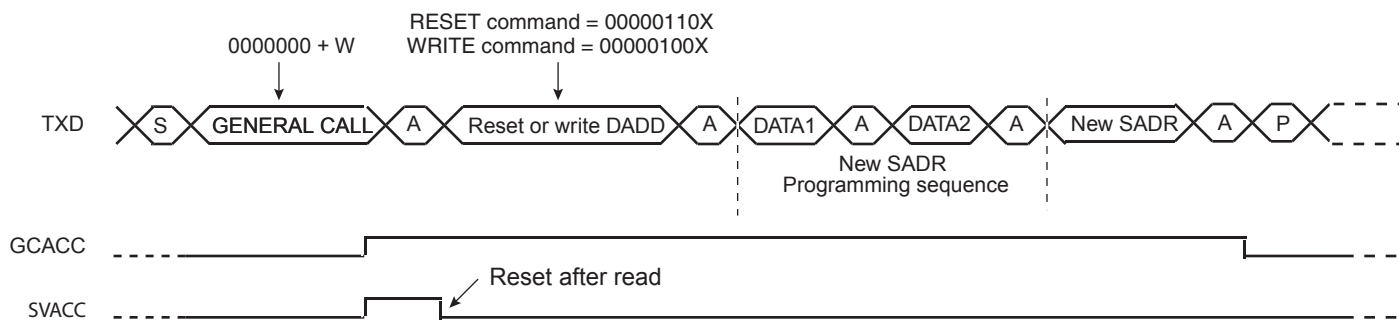 RESET command = 00000110X
0000000 + W
WRITE command = 00000100X
TXD
S
GENERAL CALL
A
Reset or write DADD
A
DATA1
A
DATA2
A
New SADR
A
P
New SADR
Programming sequence
GCACC
Reset after read
SVACC